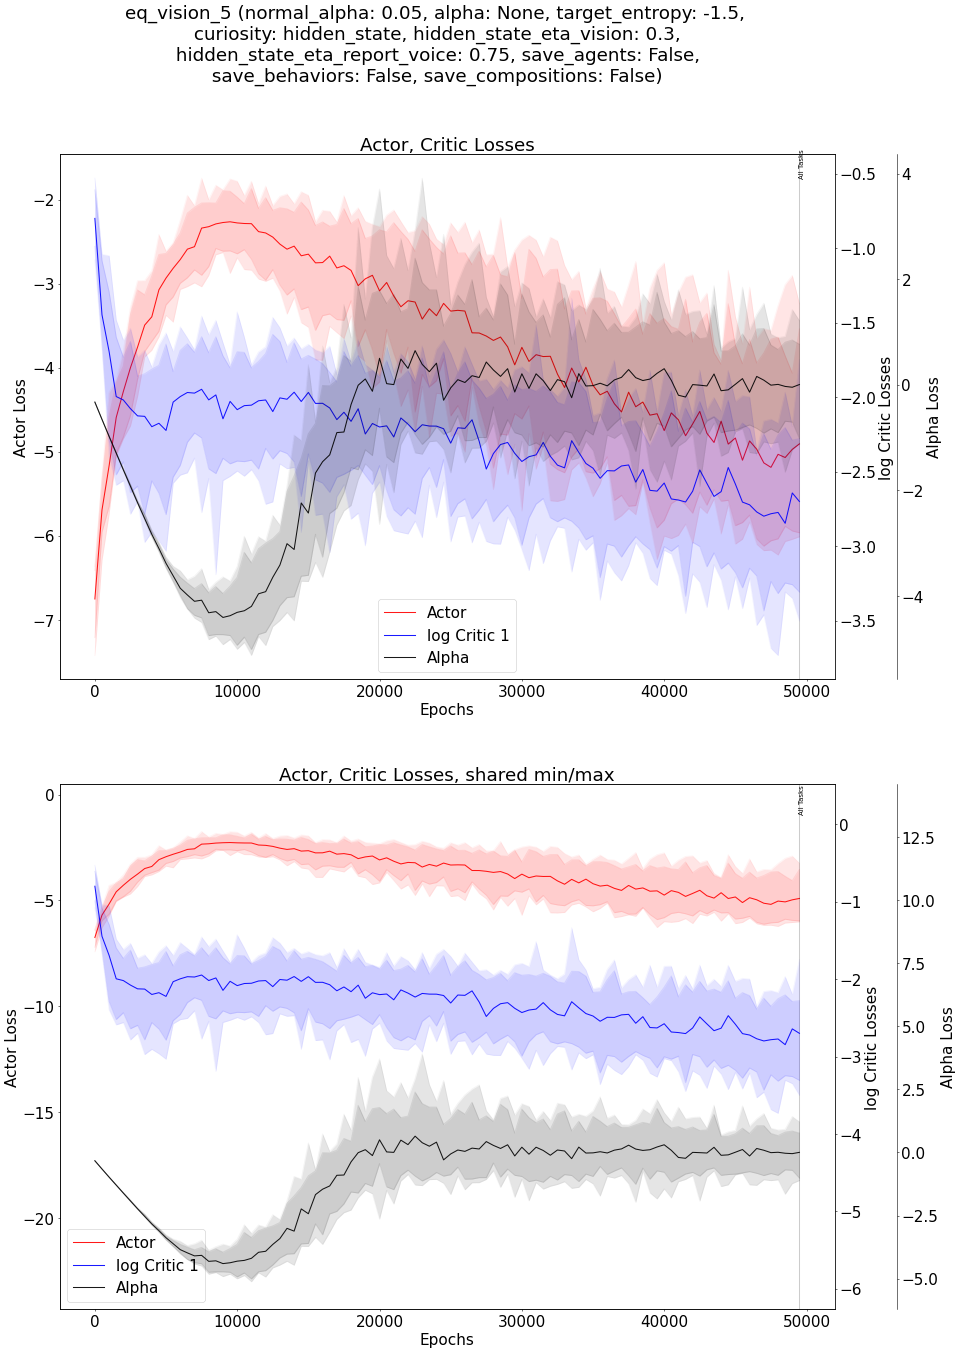 eq_vision_5 (normal_alpha: 0.05, alpha: None, target_entropy: -1.5,
curiosity: hidden_state, hidden_state_eta_vision: 0.3,
hidden_state_eta_report_voice: 0.75, save_agents: False,
save_behaviors: False, save_compositions: False)
Actor, Critic Losses
All Tasks
−2
−3
−4
−5
−6
−7
Actor Loss
−0.5
−1.0
−1.5
−2.0
−2.5
−3.0
−3.5
log Critic Losses
4
2
0
−2
−4
Alpha Loss
Actor
log Critic 1
Alpha
0 10000 20000 30000 40000 50000
Epochs
Actor, Critic Losses, shared min/max
All Tasks
0
−5
−10
−15
−20
Actor Loss
0
−1
−2
−3
−4
−5
−6
log Critic Losses
12.5
10.0
7.5
5.0
2.5
0.0
−2.5
−5.0
Alpha Loss
Actor
log Critic 1
Alpha
0 10000 20000 30000 40000 50000
Epochs